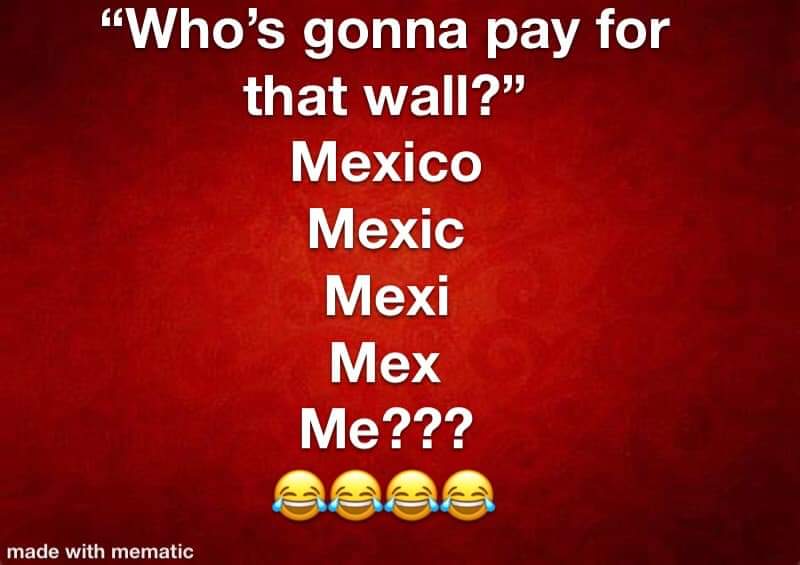 “Who’s gonna pay for
that wall?”
Mexico
Mexic
Mexi
Mex
Me???
😂😂😂😂
made with mematic